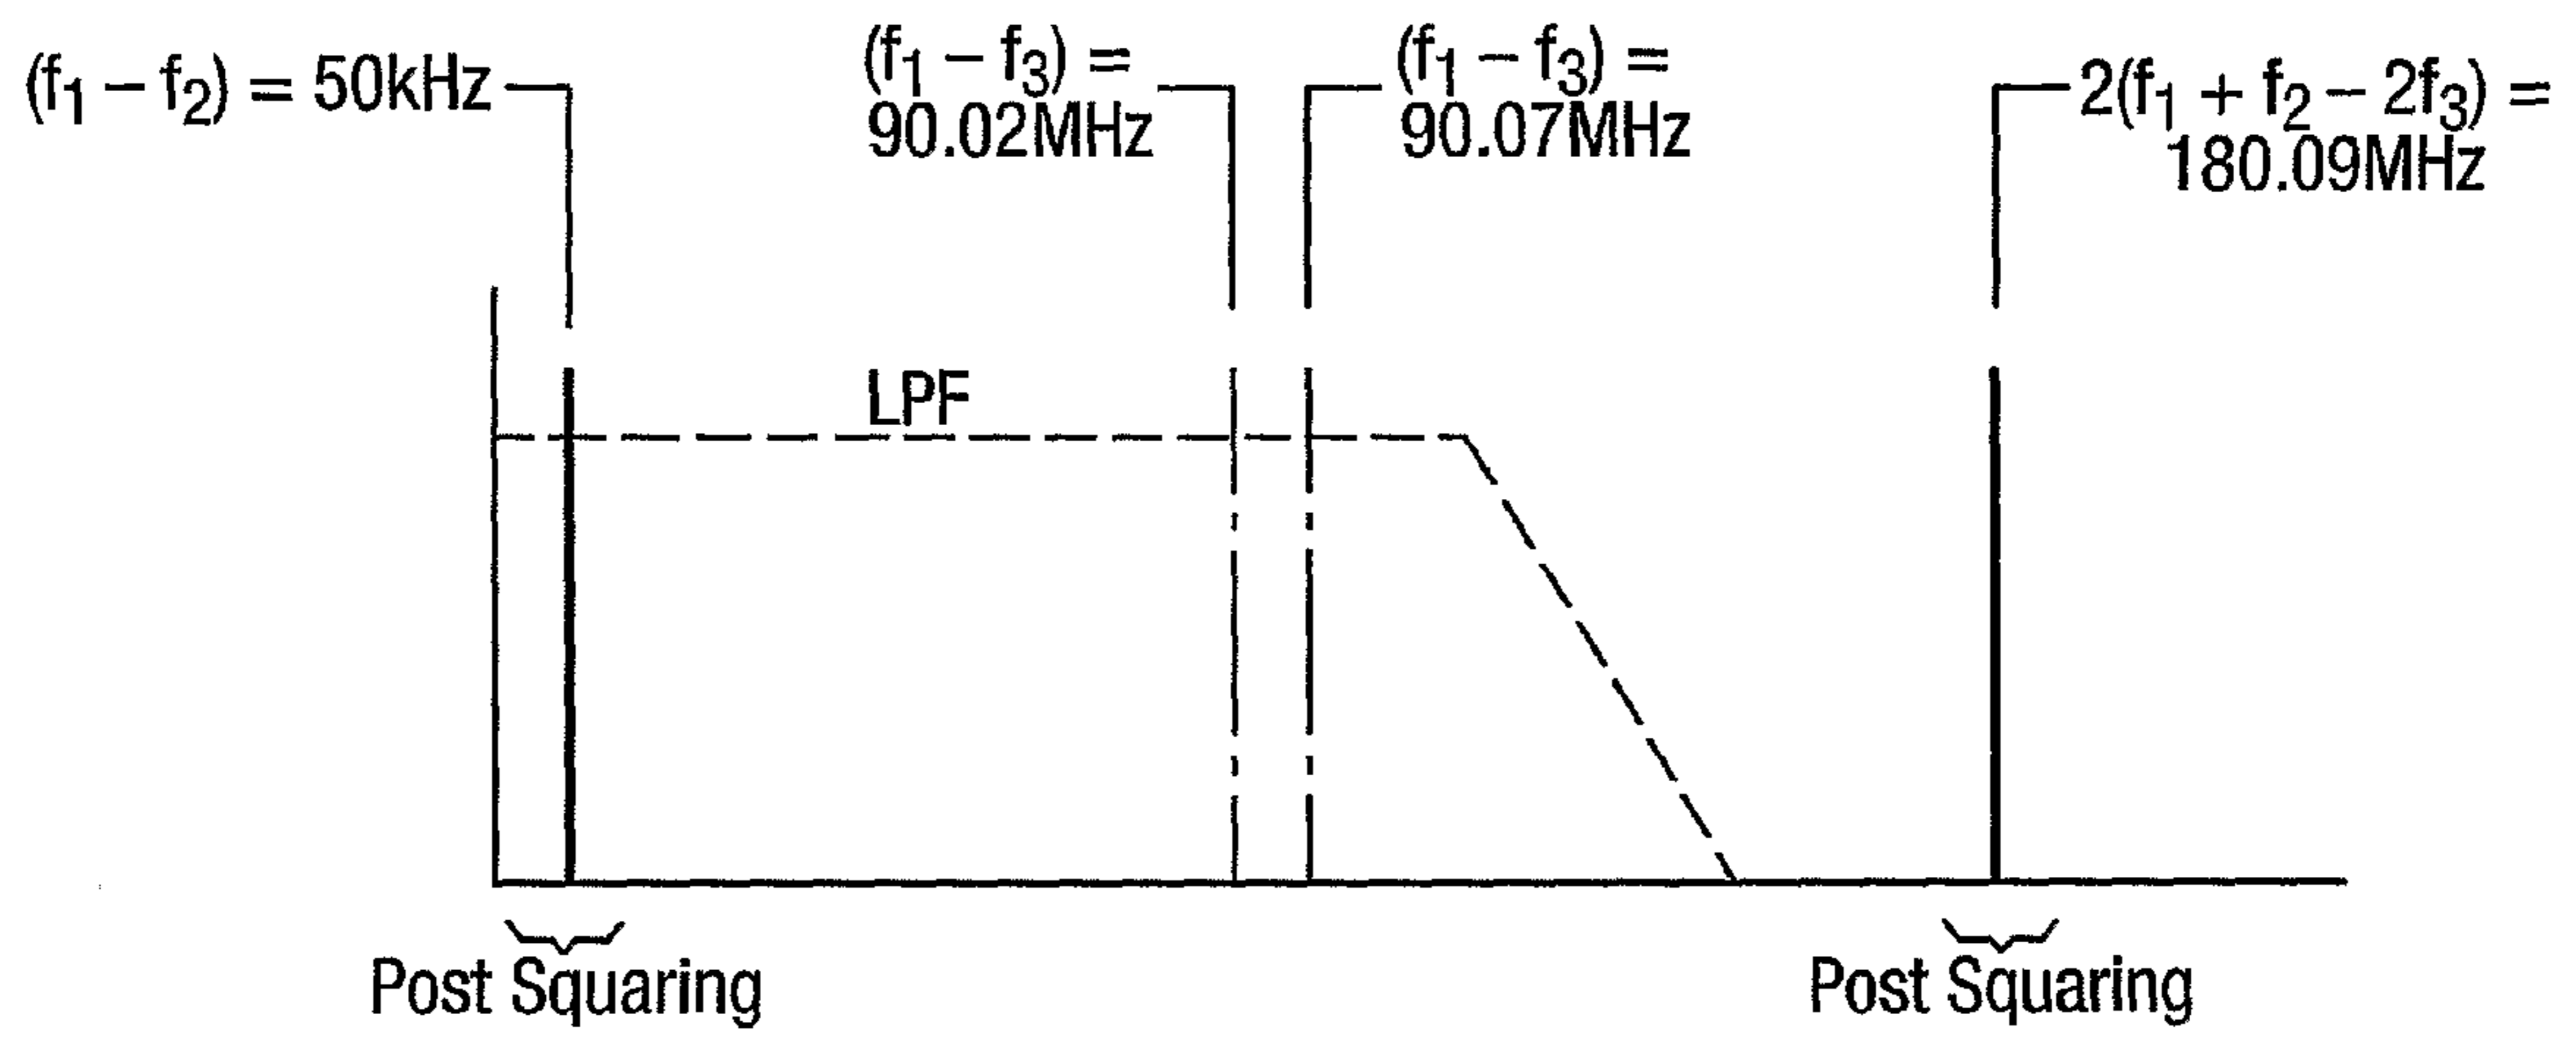 (f₁ – f₂) = 50kHz
(f₁ – f₃) =
90.02MHz
(f₁ – f₃) =
90.07MHz
2(f₁ + f₂ – 2f₃) =
180.09MHz
LPF
Post Squaring
Post Squaring